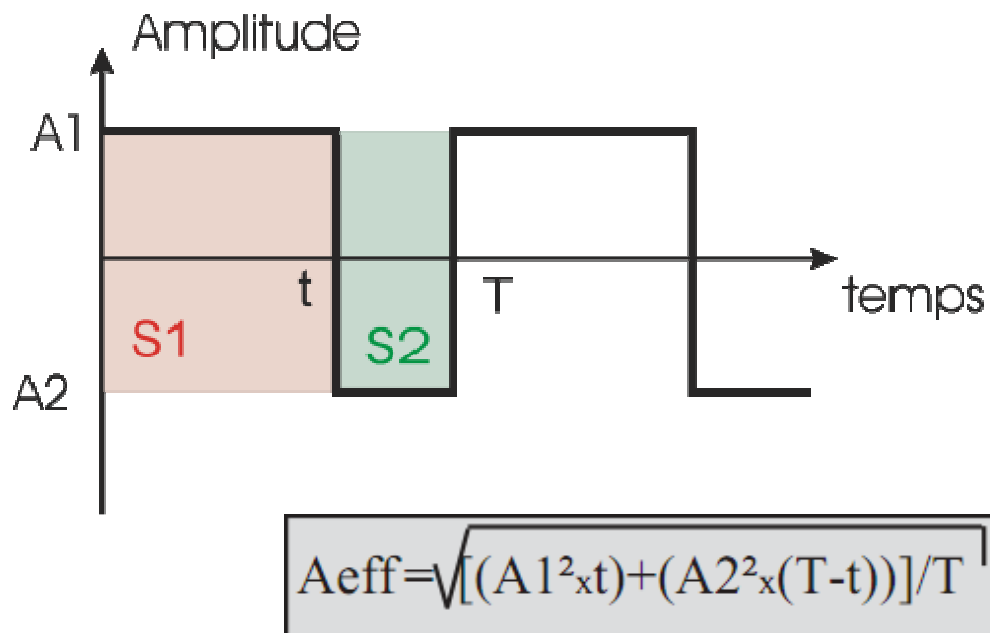 Amplitude
A1
t
T
temps
S1
S2
A2
Aeff=√[(A1²xt)+(A2²x(T-t))]/T